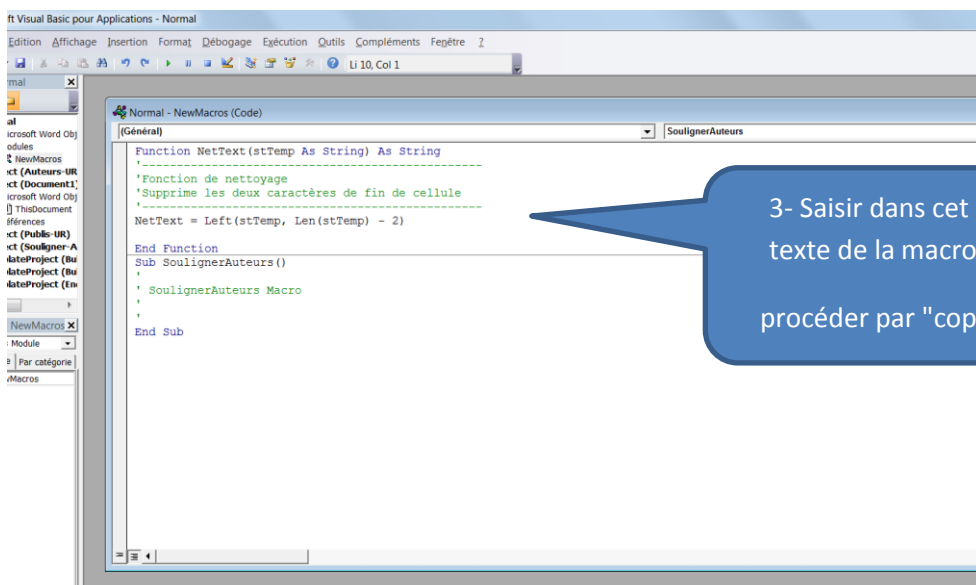 ft Visual Basic pour Applications - Normal
Edition Affichage Insertion Format Débogage Exécution Outils Compléments Fenêtre ?
Li 10, Col 1
rmal
al
icrosoft Word Obj
odules
NewMacros
ct (Auteurs-UR
ct (Document1)
icrosoft Word Obj
ThisDocument
éférences
ct (Publis-UR)
ct (Souligner-A
lateProject (Bu
lateProject (Bui
lateProject (En
NewMacros
Module
e Par catégorie
wMacros
Normal - NewMacros (Code)
(Général) SoulignerAuteurs
Function NetText(stTemp As String) As String
'-------------------------------------------------
'Fonction de nettoyage
'Supprime les deux caractères de fin de cellule
'-------------------------------------------------
NetText = Left(stTemp, Len(stTemp) - 2)
End Function
Sub SoulignerAuteurs()
'
' SoulignerAuteurs Macro
'
'
End Sub
3- Saisir dans cet
texte de la macro
procéder par "cop